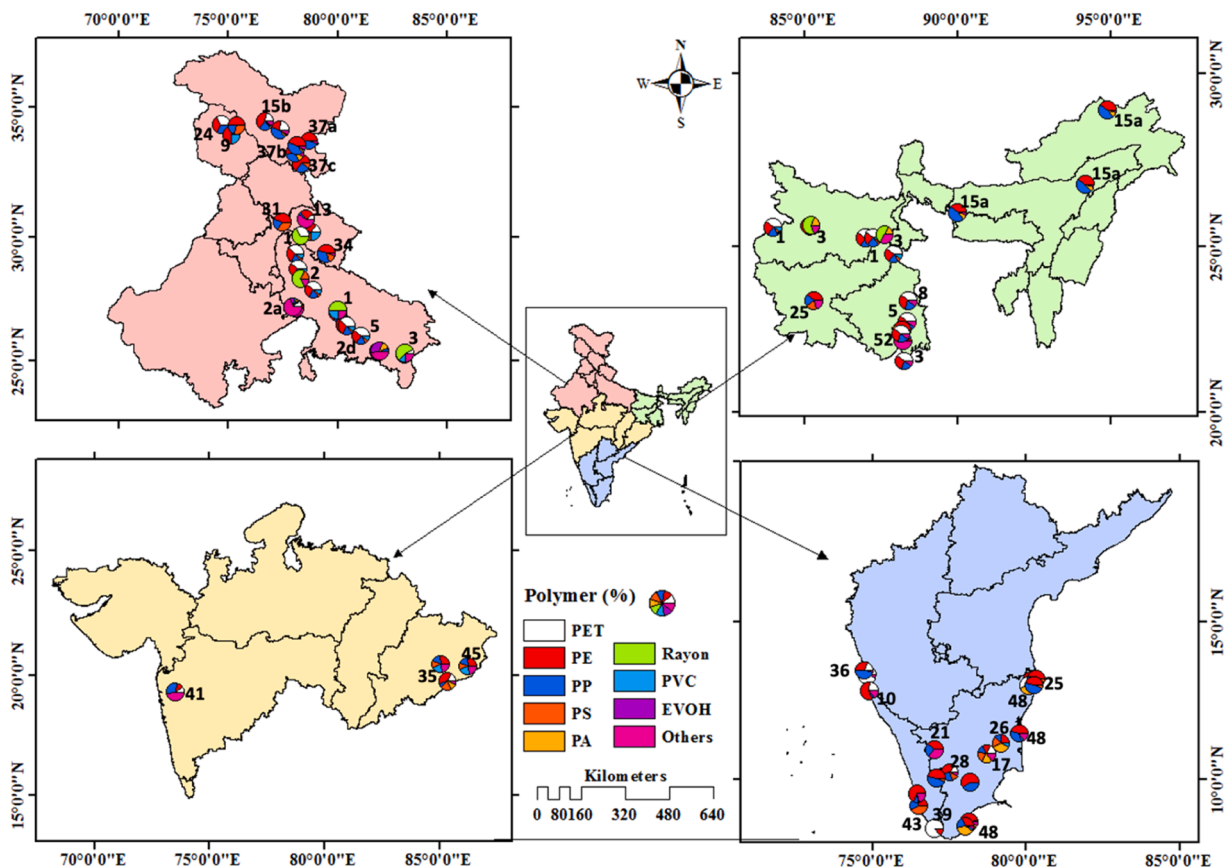 70°0'0"E 75°0'0"E 80°0'0"E 85°0'0"E
35°0'0"N
30°0'0"N
25°0'0"N
15b
24
9
37a
37b
37c
31
13
1
34
2
2a
1
5
2d
3
N
W E
S
85°0'0"E 90°0'0"E 95°0'0"E
30°0'0"N
25°0'0"N
20°0'0"N
15a
15a
15a
1
3
3
1
25
8
5
52
3
25°0'0"N
20°0'0"N
15°0'0"N
41
35
45
70°0'0"E 75°0'0"E 80°0'0"E 85°0'0"E
Polymer (%)
PET
PE
PP
PS
PA
Rayon
PVC
EVOH
Others
Kilometers
0 80 160 320 480 640
15°0'0"N
10°0'0"N
36
10
25
48
21
26
48
28
17
39
43
48
75°0'0"E 80°0'0"E 85°0'0"E